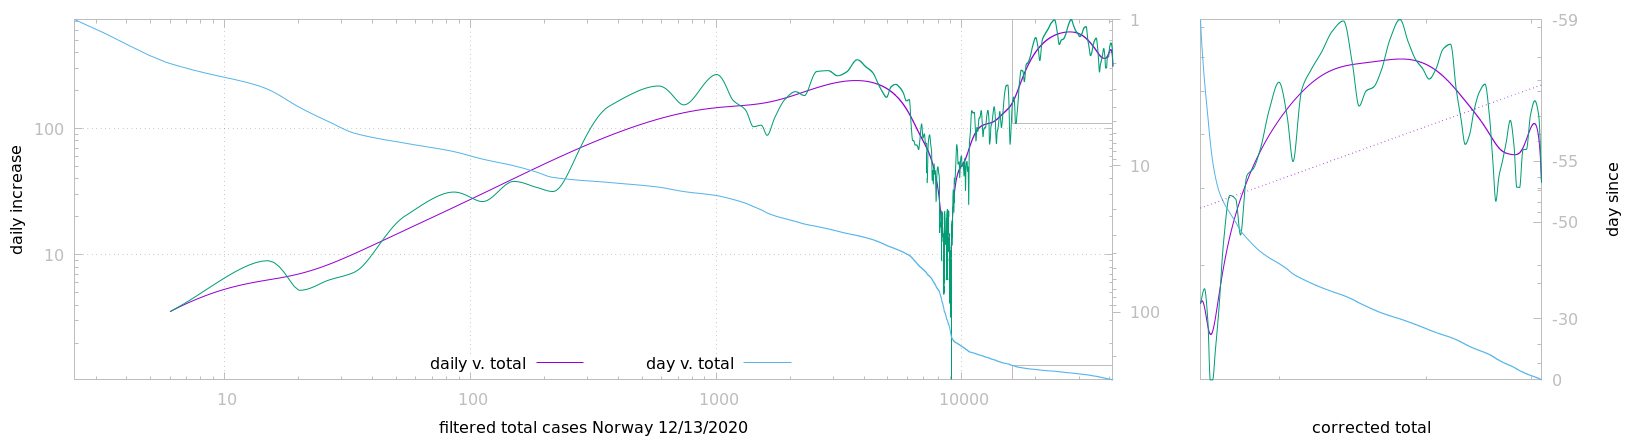 daily increase
100
10
10
100
1000
10000
1
10
100
daily v. total
day v. total
filtered total cases Norway 12/13/2020
-59
-55
-50
-30
0
day since
corrected total